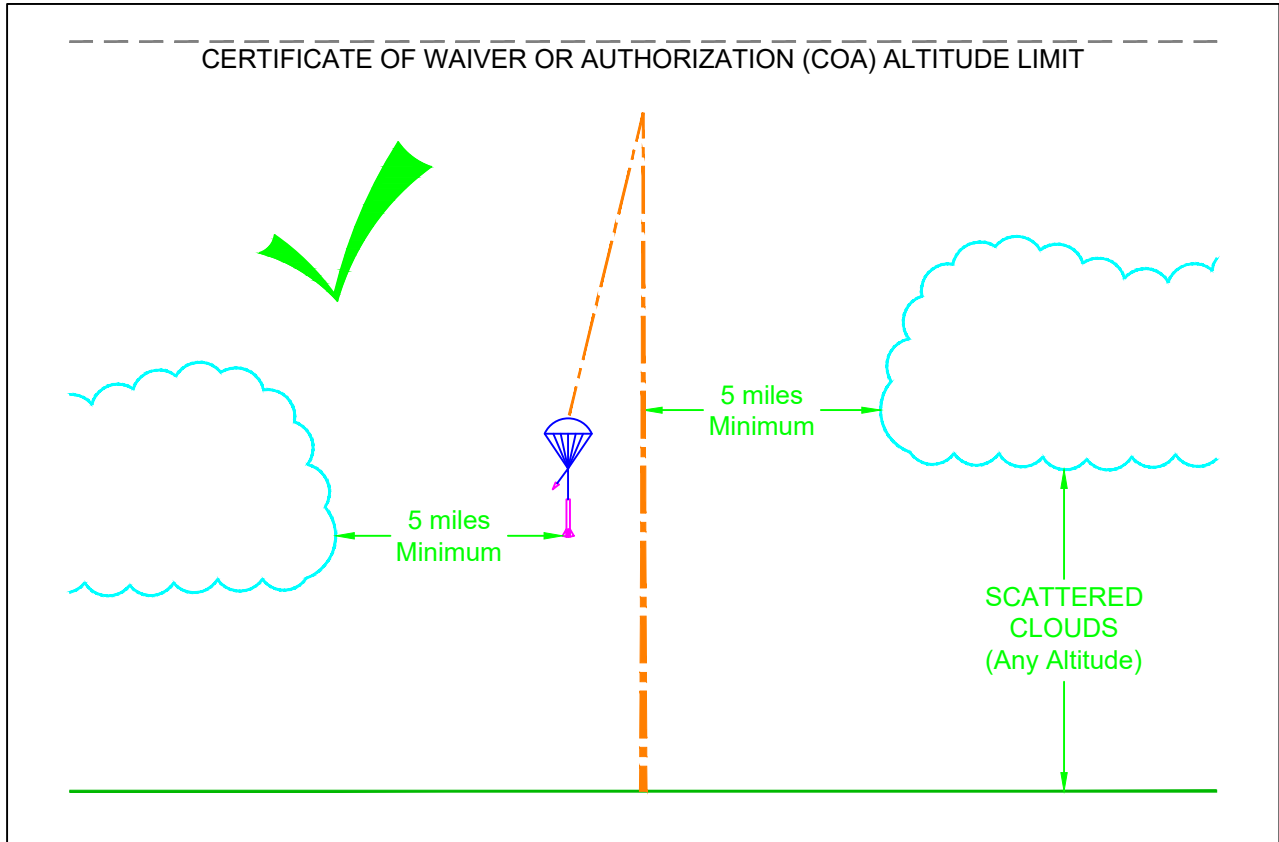 CERTIFICATE OF WAIVER OR AUTHORIZATION (COA) ALTITUDE LIMIT
5 miles
Minimum
5 miles
Minimum
SCATTERED
CLOUDS
(Any Altitude)